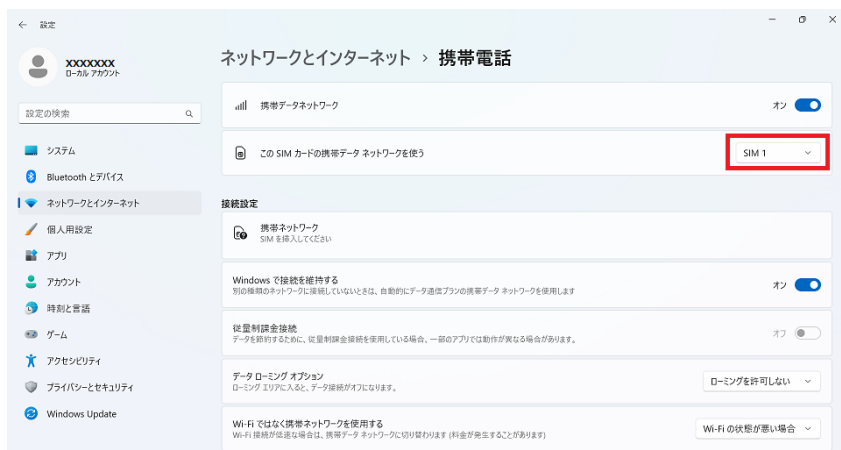 設定
XXXXXXX
ローカル アカウント
設定の検索
システム
Bluetooth とデバイス
ネットワークとインターネット
個人用設定
アプリ
アカウント
時刻と言語
ゲーム
アクセシビリティ
プライバシーとセキュリティ
Windows Update
ネットワークとインターネット › 携帯電話
携帯データネットワーク
オン
この SIM カードの携帯データ ネットワークを使う
SIM 1
接続設定
携帯ネットワーク
SIM を挿入してください
Windows で接続を維持する
別の種類のネットワークに接続していないときは、自動的にデータ通信プランの携帯データ ネットワークを使用します
オン
従量制課金接続
データを節約するために、従量制課金接続を使用している場合、一部のアプリでは動作が異なる場合があります。
オフ
データ ローミング オプション
ローミング エリアに入ると、データ接続がオフになります。
ローミングを許可しない
Wi-Fi ではなく携帯ネットワークを使用する
Wi-Fi 接続が低速な場合は、携帯データ ネットワークに切り替わります (料金が発生することがあります)
Wi-Fi の状態が悪い場合